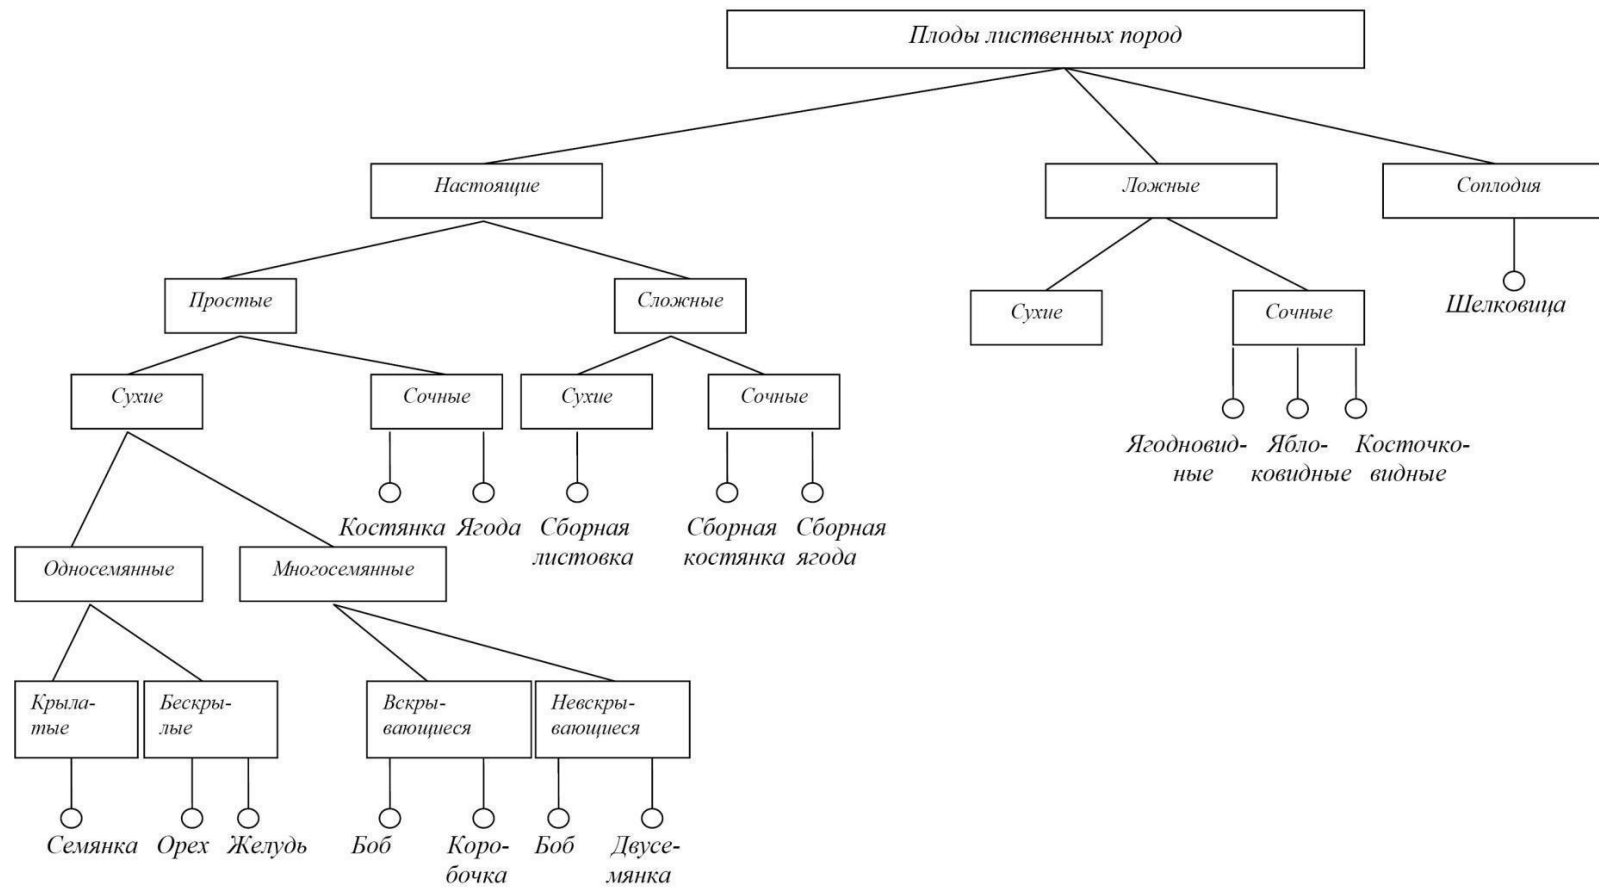 Плоды лиственных пород
Настоящие
Ложные
Соплодия
Простые
Сложные
Сухие
Сочные
Шелковица
Сухие
Сочные
Сухие
Сочные
Ягодновид-
ные
Ябло-
ковидные
Косточко-
видные
Костянка
Ягода
Сборная
листовка
Сборная
костянка
Сборная
ягода
Односемянные
Многосемянные
Крыла-
тые
Бескры-
лые
Вскры-
вающиеся
Невскры-
вающиеся
Семянка
Орех
Желудь
Боб
Коро-
бочка
Боб
Двусе-
мянка